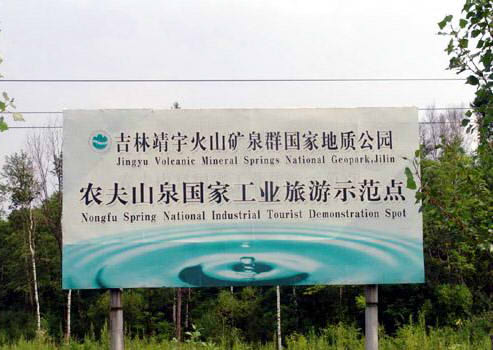 吉林靖宇火山矿泉群国家地质公园
Jingyu Volcanic Mineral Springs National Geopark,Jilin
农夫山泉国家工业旅游示范点
Nongfu Spring National Industrial Tourist Demonstration Spot